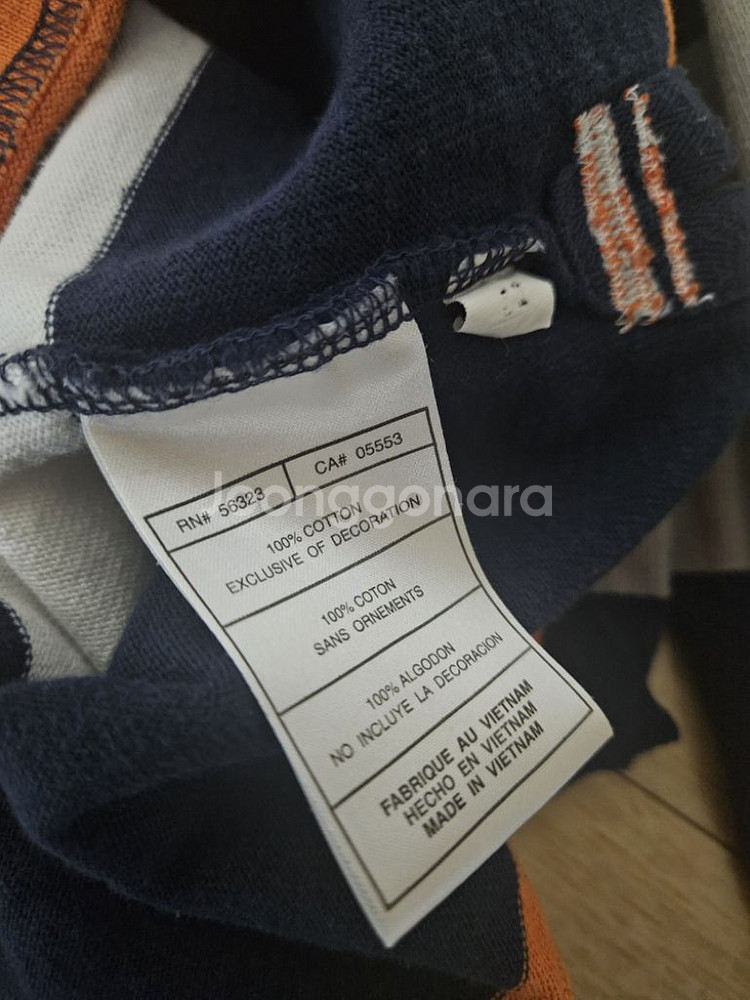 RN# 56323
CA# 05553
100% COTTON
EXCLUSIVE OF DECORATION
100% COTON
SANS ORNEMENTS
100% ALGODON
NO INCLUYE LA DECORACION
FABRIQUE AU VIETNAM
HECHO EN VIETNAM
MADE IN VIETNAM
Joonggonara